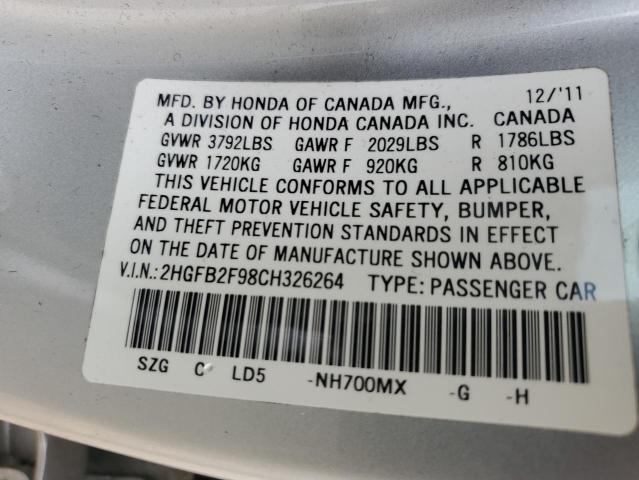 MFD. BY HONDA OF CANADA MFG., 12/'11
A DIVISION OF HONDA CANADA INC. CANADA
GVWR 3792LBS GAWR F 2029LBS R 1786LBS
GVWR 1720KG GAWR F 920KG R 810KG
THIS VEHICLE CONFORMS TO ALL APPLICABLE
FEDERAL MOTOR VEHICLE SAFETY, BUMPER,
AND THEFT PREVENTION STANDARDS IN EFFECT
ON THE DATE OF MANUFACTURE SHOWN ABOVE.
V.I.N.: 2HGFB2F98CH326264 TYPE: PASSENGER CAR
SZG C LD5 -NH700MX -G -H